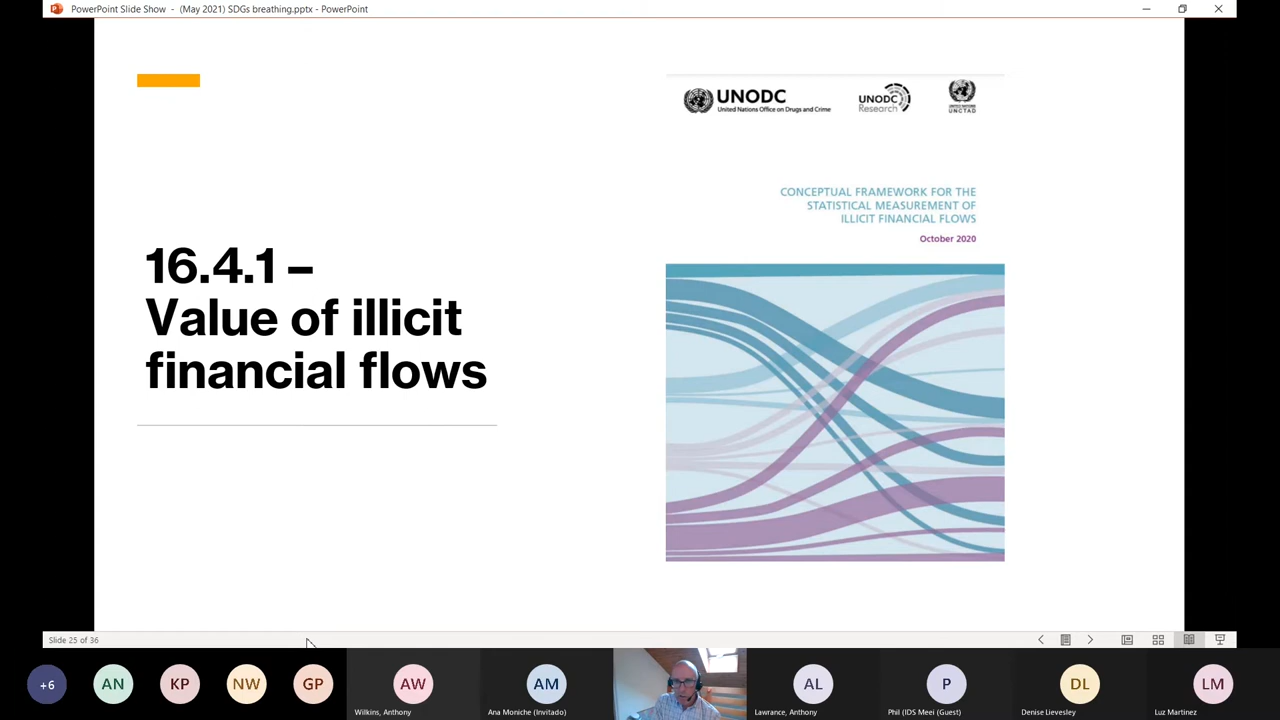 PowerPoint Slide Show - (May 2021) SDGs breathing.pptx - PowerPoint
UNODC
United Nations Office on Drugs and Crime
UNODC
Research
UNITED NATIONS
UNCTAD
CONCEPTUAL FRAMEWORK FOR THE
STATISTICAL MEASUREMENT OF
ILLICIT FINANCIAL FLOWS
October 2020
16.4.1 –
Value of illicit
financial flows
Slide 25 of 36
+6
AN
KP
NW
GP
AW
Wilkins, Anthony
AM
Ana Moniche (Invitado)
AL
Lawrance, Anthony
P
Phil (IDS Meei (Guest)
DL
Denise Lievesley
LM
Luz Martinez